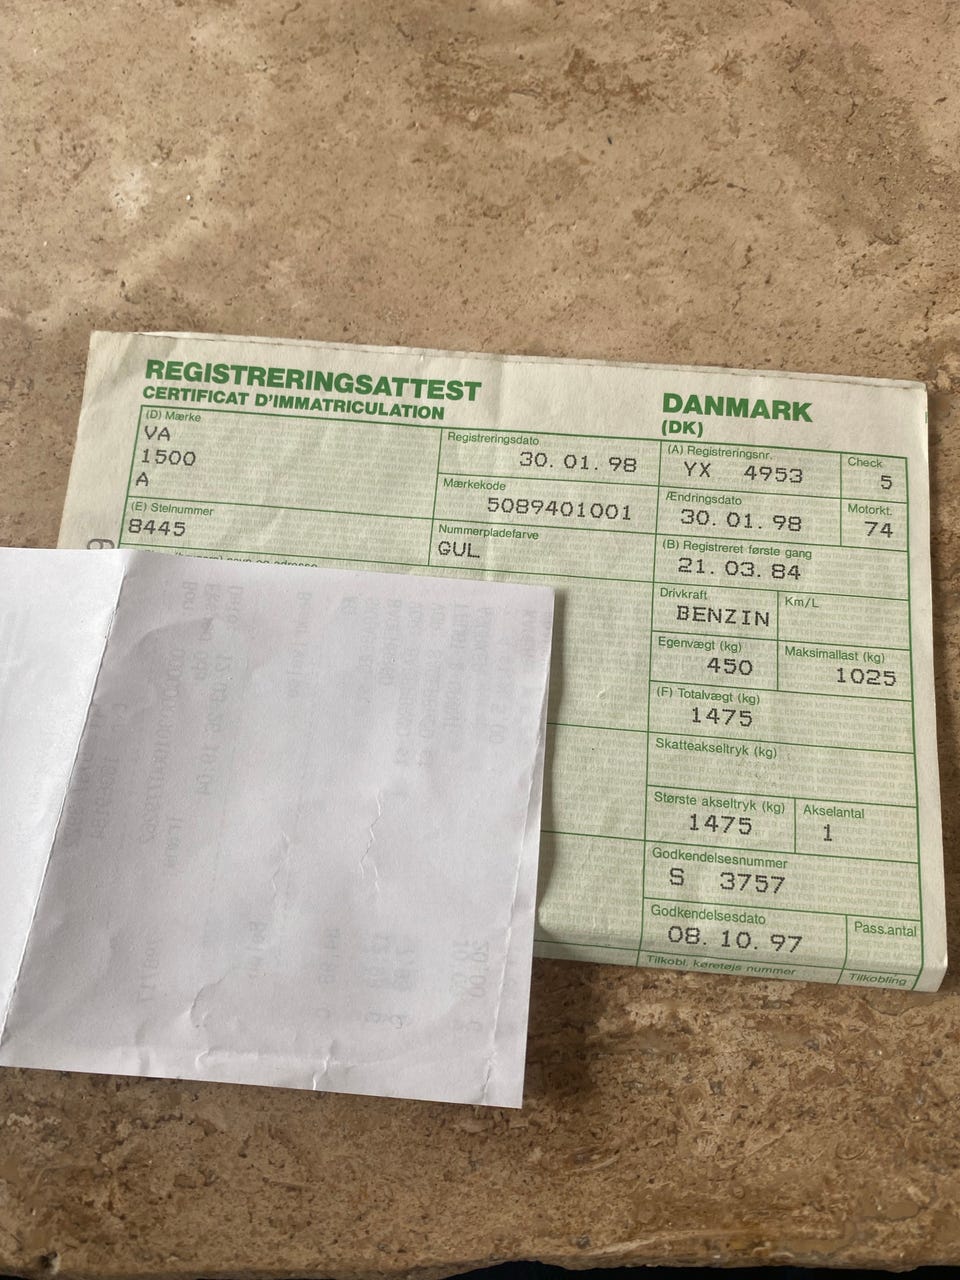 REGISTRERINGSATTEST
CERTIFICAT D'IMMATRICULATION
DANMARK
(DK)
(D) Mærke
VA
1500
A
Registreringsdato
30.01.98
(A) Registreringsnr.
YX 4953
Check
5
Mærkekode
5089401001
Ændringsdato
30.01.98
Motorkt.
74
(E) Stelnummer
8445
Nummerpladefarve
GUL
(B) Registreret første gang
21.03.84
navn og adresse
Drivkraft
BENZIN
Km/L
Egenvægt (kg)
450
Maksimallast (kg)
1025
(F) Totalvægt (kg)
1475
Skatteakseltryk (kg)
Største akseltryk (kg)
1475
Akselantal
1
Godkendelsesnummer
S 3757
Godkendelsesdato
08.10.97
Pass.antal
Tilkobl. køretøjs nummer
Tilkobling